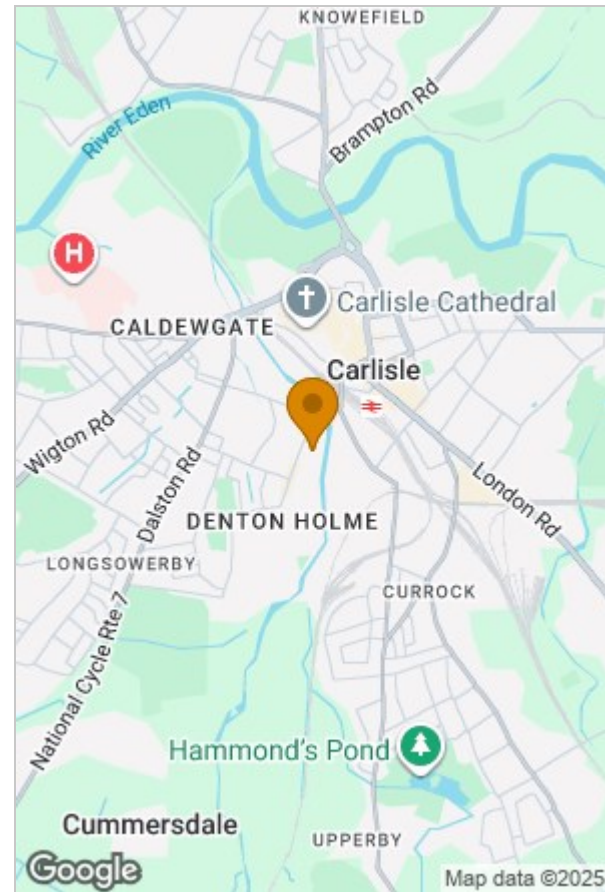 KNOWEFIELD
Brampton Rd
River Eden
H
Carlisle Cathedral
CALDEWGATE
Carlisle
Wigton Rd
Dalston Rd
London Rd
DENTON HOLME
LONGSOWERBY
CURROCK
National Cycle Rte 7
Hammond's Pond
Cummersdale
UPPERBY
Google
Map data ©2025